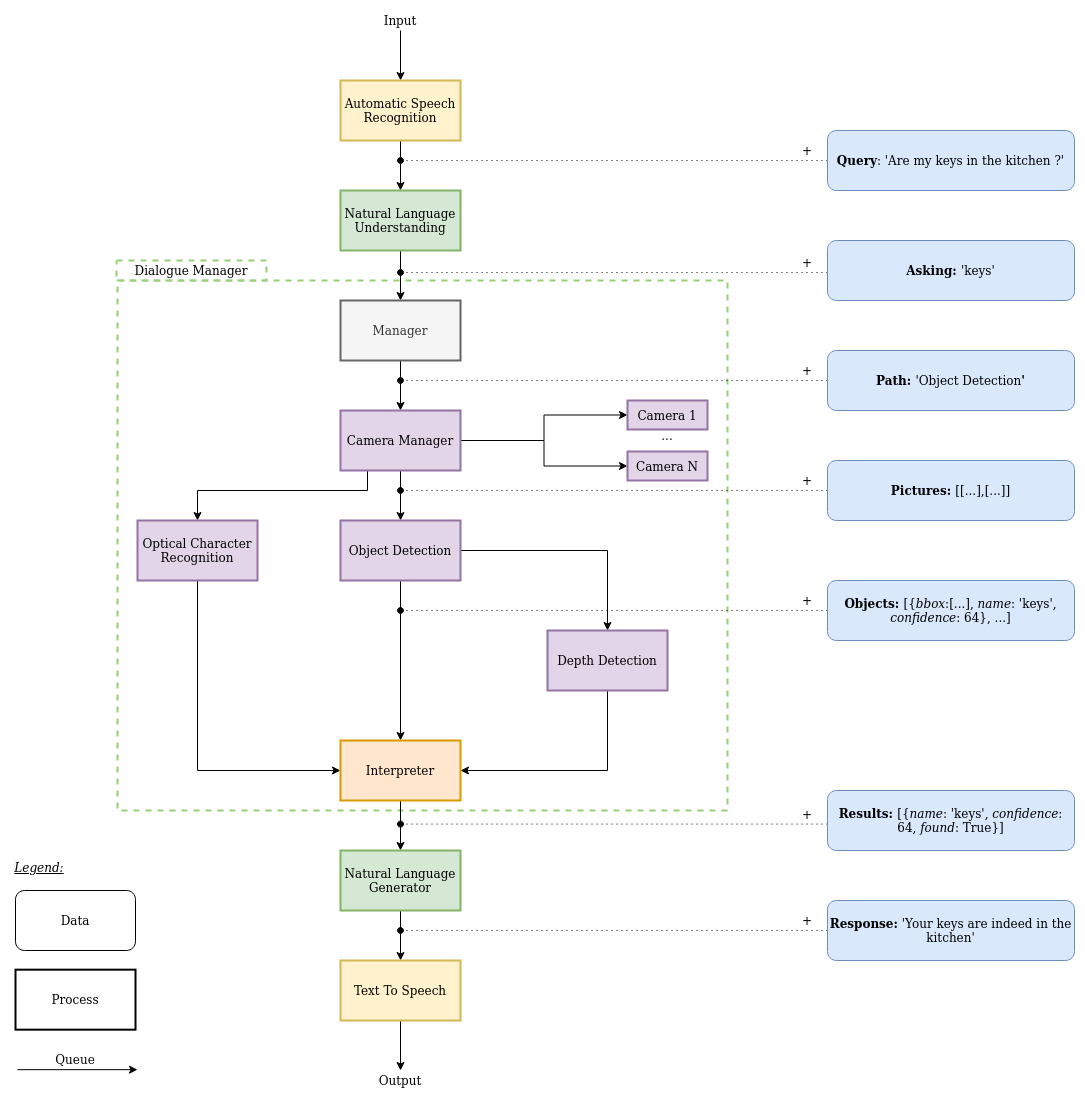 Input
Automatic Speech
Recognition
+
Query: 'Are my keys in the kitchen ?'
Natural Language
Understanding
+
Asking: 'keys'
Dialogue Manager
Manager
+
Path: 'Object Detection'
Camera Manager
Camera 1
...
Camera N
+
Pictures: [[...],[...]]
Optical Character
Recognition
Object Detection
+
Objects: [{bbox:[...], name: 'keys',
confidence: 64}, ...]
Depth Detection
Interpreter
+
Results: [{name: 'keys', confidence:
64, found: True}]
Natural Language
Generator
+
Response: 'Your keys are indeed in the
kitchen'
Text To Speech
Output
Legend:
Data
Process
Queue